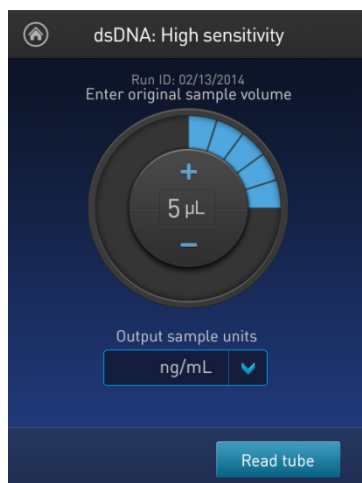 dsDNA: High sensitivity
Run ID: 02/13/2014
Enter original sample volume
+
5 µL
−
Output sample units
ng/mL
Read tube